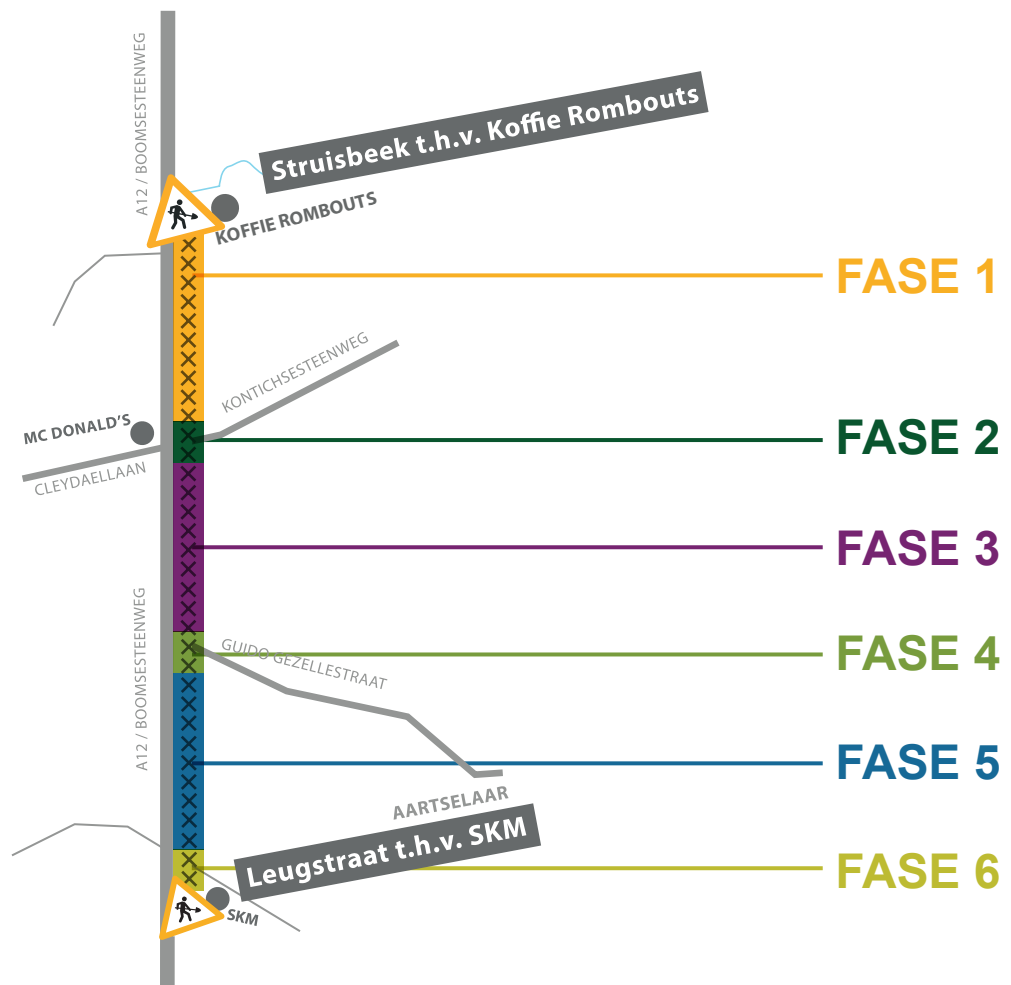 A12 / BOOMSESTEENWEG
Struisbeek t.h.v. Koffie Rombouts
KOFFIE ROMBOUTS
FASE 1
KONTICHSESTEENWEG
MC DONALD'S
FASE 2
CLEYDAELLAAN
FASE 3
A12 / BOOMSESTEENWEG
GUIDO GEZELLESTRAAT
FASE 4
FASE 5
AARTSELAAR
Leugstraat t.h.v. SKM
FASE 6
SKM